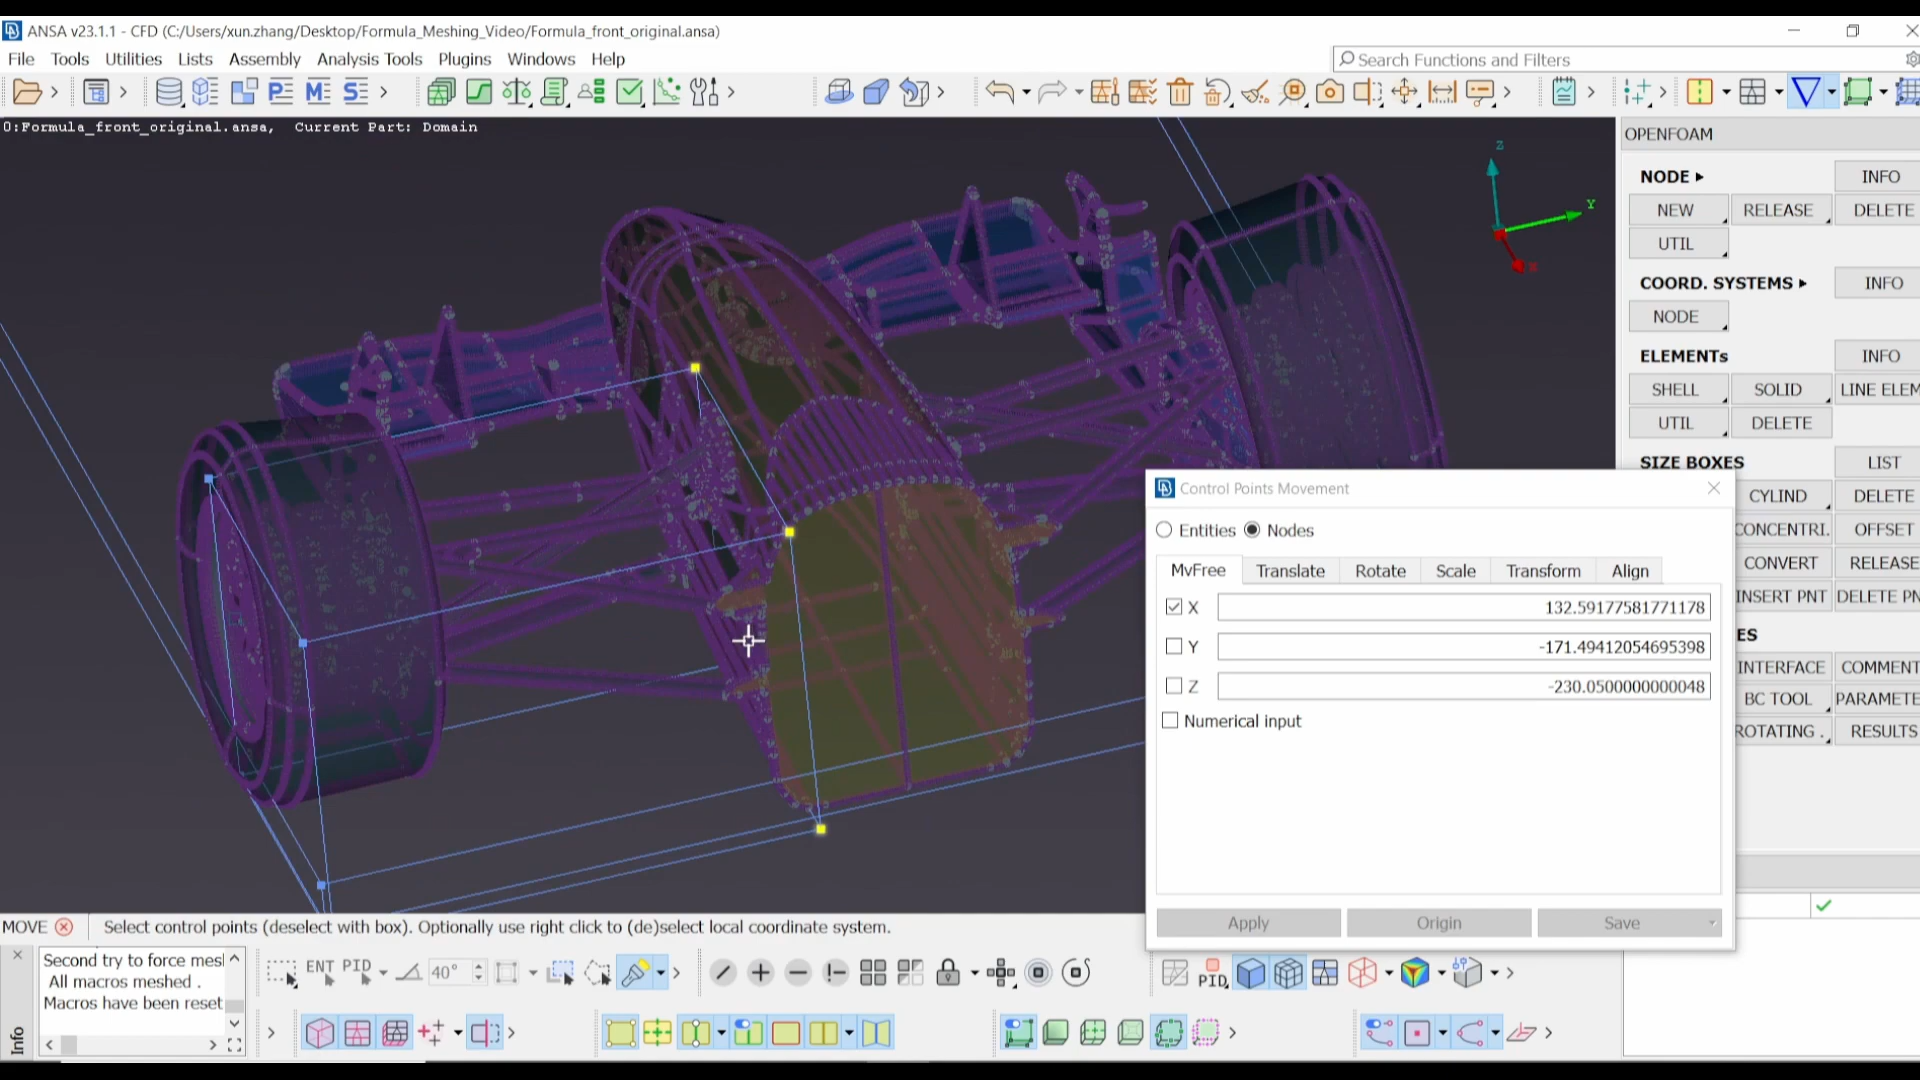 ANSA v23.1.1 - CFD (C:/Users/xun.zhang/Desktop/Formula_Meshing_Video/Formula_front_original.ansa)
File Tools Utilities Lists Assembly Analysis Tools Plugins Windows Help
Search Functions and Filters
0:Formula_front_original.ansa, Current Part: Domain
Z
Y
X
OPENFOAM
NODE INFO
NEW RELEASE DELETE
UTIL
COORD. SYSTEMS INFO
NODE
ELEMENTs INFO
SHELL SOLID LINE ELEM
UTIL DELETE
SIZE BOXES LIST
CYLIND DELETE
CONCENTRI. OFFSET
CONVERT RELEASE
INSERT PNT DELETE PN
ES
INTERFACE COMMENT
BC TOOL PARAMETE
ROTATING . RESULTS
Control Points Movement
Entities Nodes
MvFree Translate Rotate Scale Transform Align
X 132.59177581771178
Y -171.49412054695398
Z -230.0500000000048
Numerical input
Apply Origin Save
MOVE Select control points (deselect with box). Optionally use right click to (de)select local coordinate system.
Info
Second try to force mesl
All macros meshed .
Macros have been reset
ENT PID 40°
PID